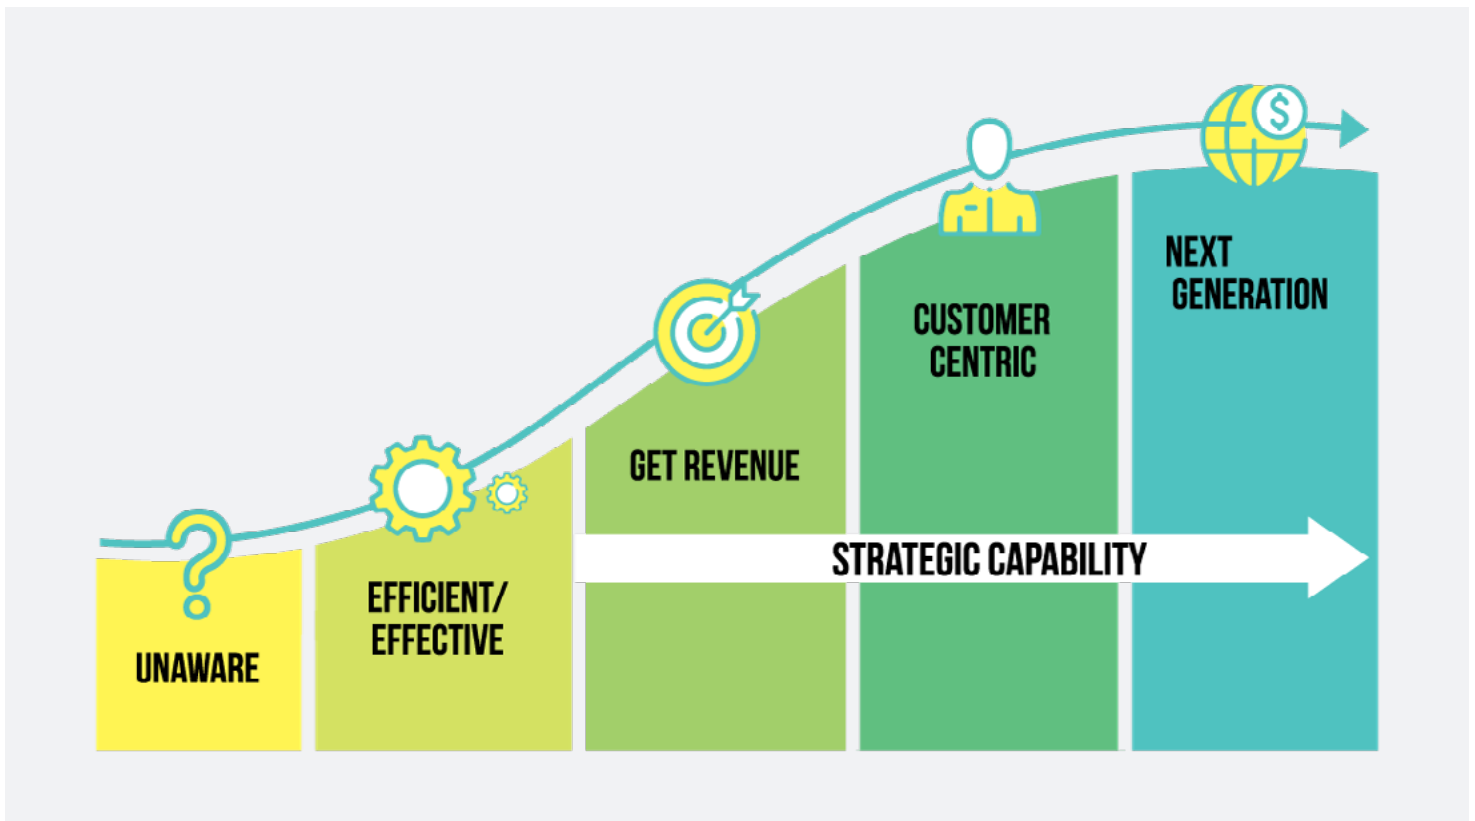 UNAWARE
EFFICIENT/
EFFECTIVE
GET REVENUE
CUSTOMER
CENTRIC
NEXT
GENERATION
$
STRATEGIC CAPABILITY